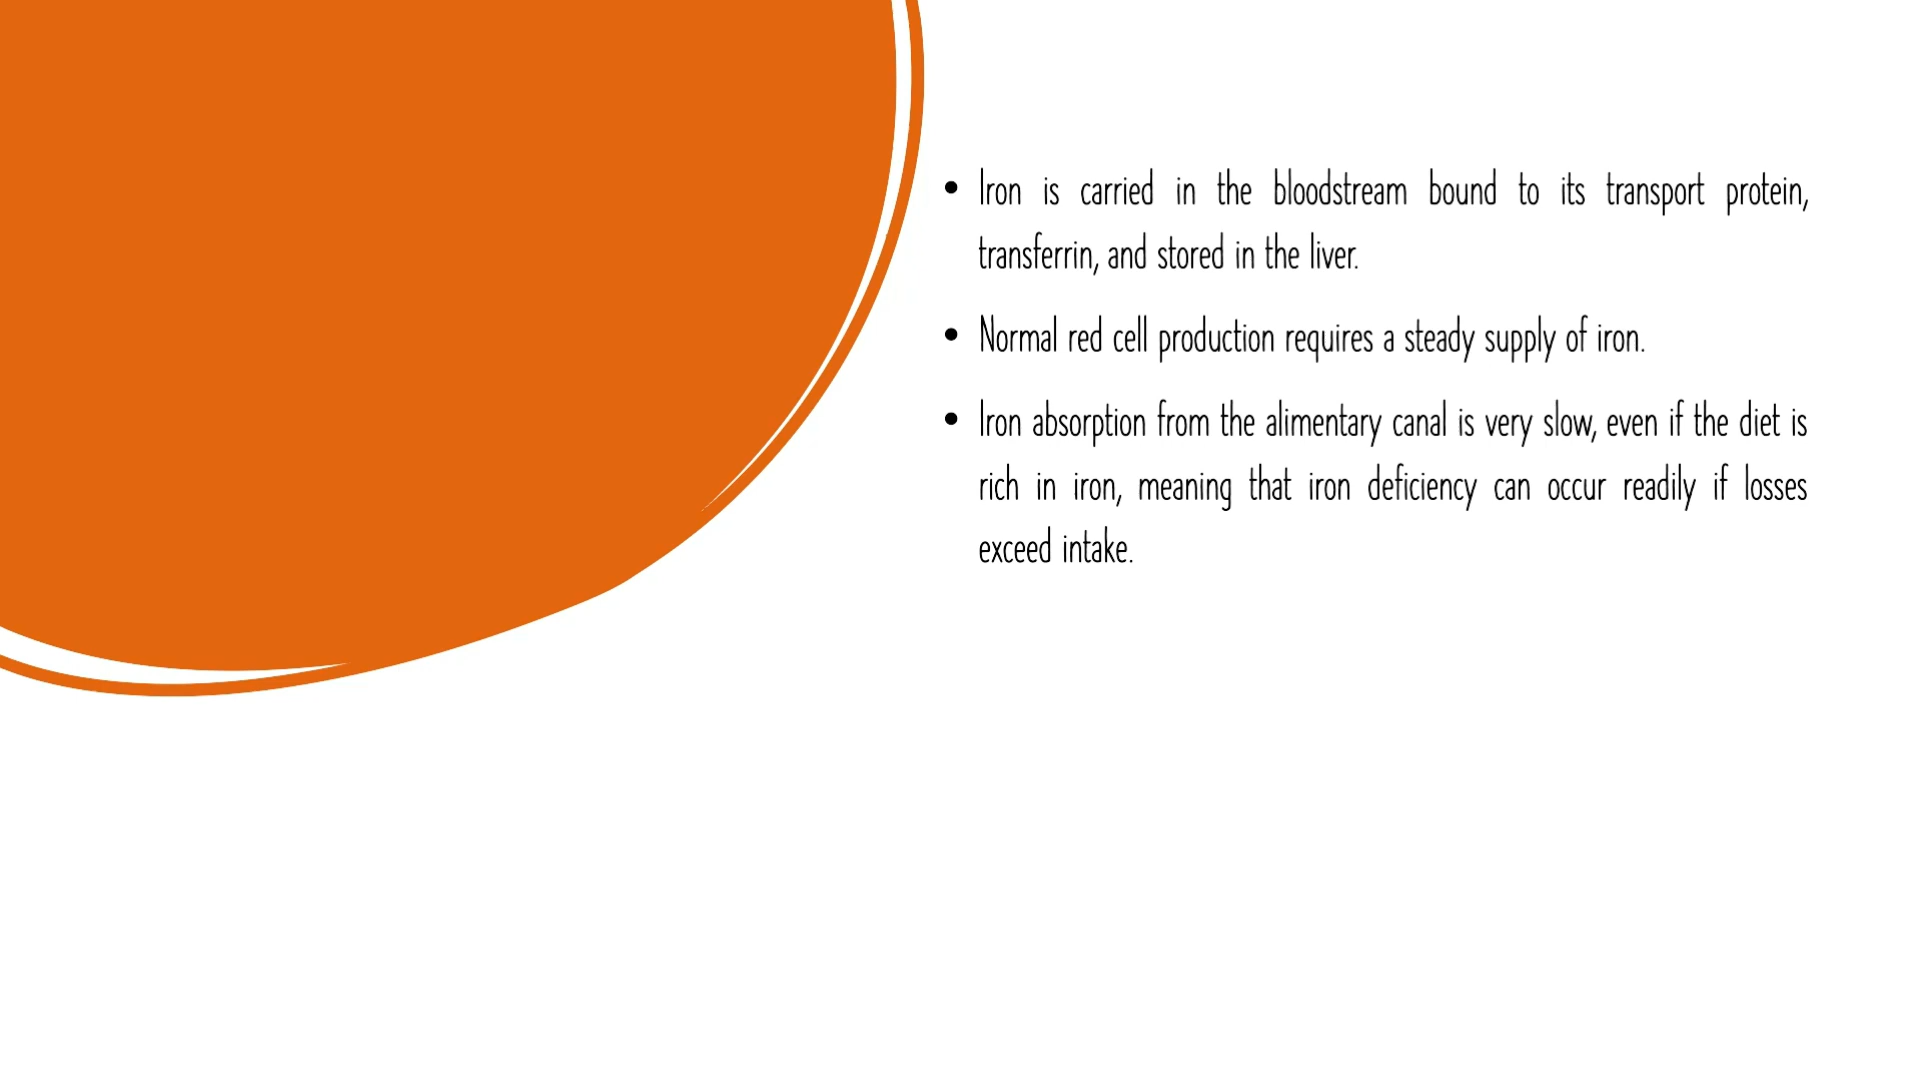 • Iron is carried in the bloodstream bound to its transport protein,
transferrin, and stored in the liver.
• Normal red cell production requires a steady supply of iron.
• Iron absorption from the alimentary canal is very slow, even if the diet is
rich in iron, meaning that iron deficiency can occur readily if losses
exceed intake.